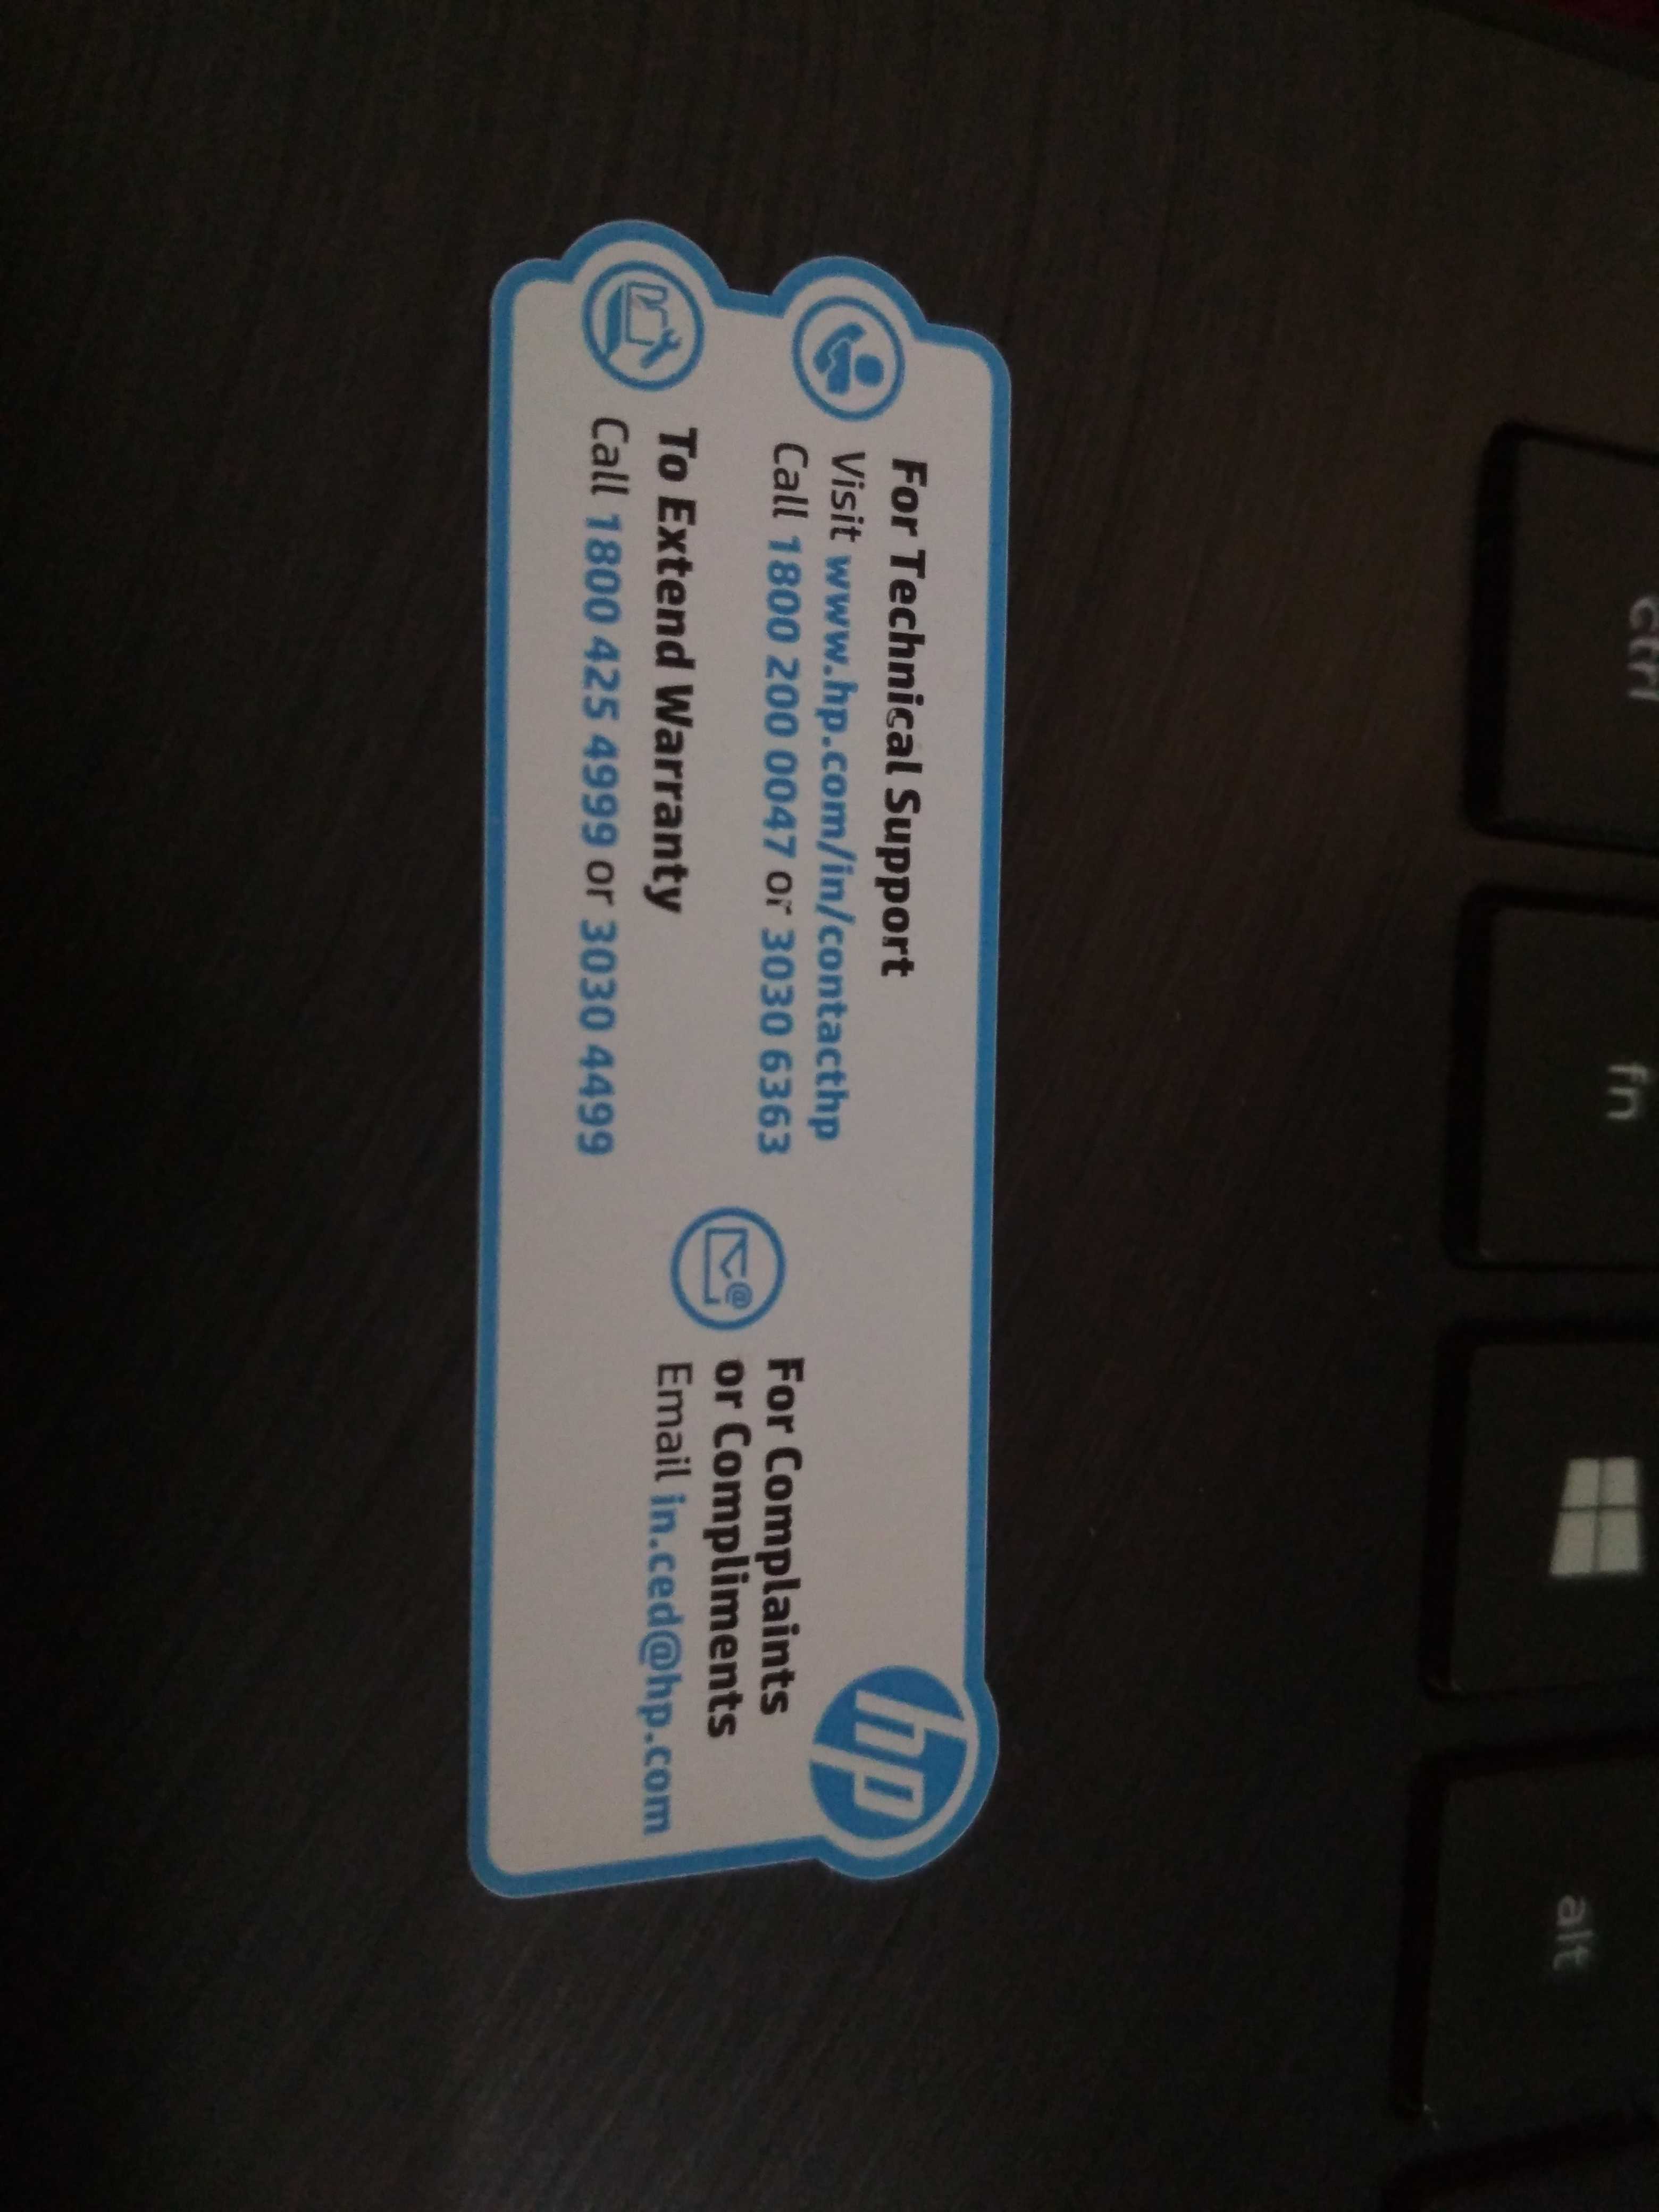 For Technical Support
Visit www.hp.com/in/contacthp
Call 1800 200 0047 or 3030 6363
To Extend Warranty
Call 1800 425 4999 or 3030 4499
hp
@
For Complaints
or Compliments
Email in.ced@hp.com
ctrl
fn
alt